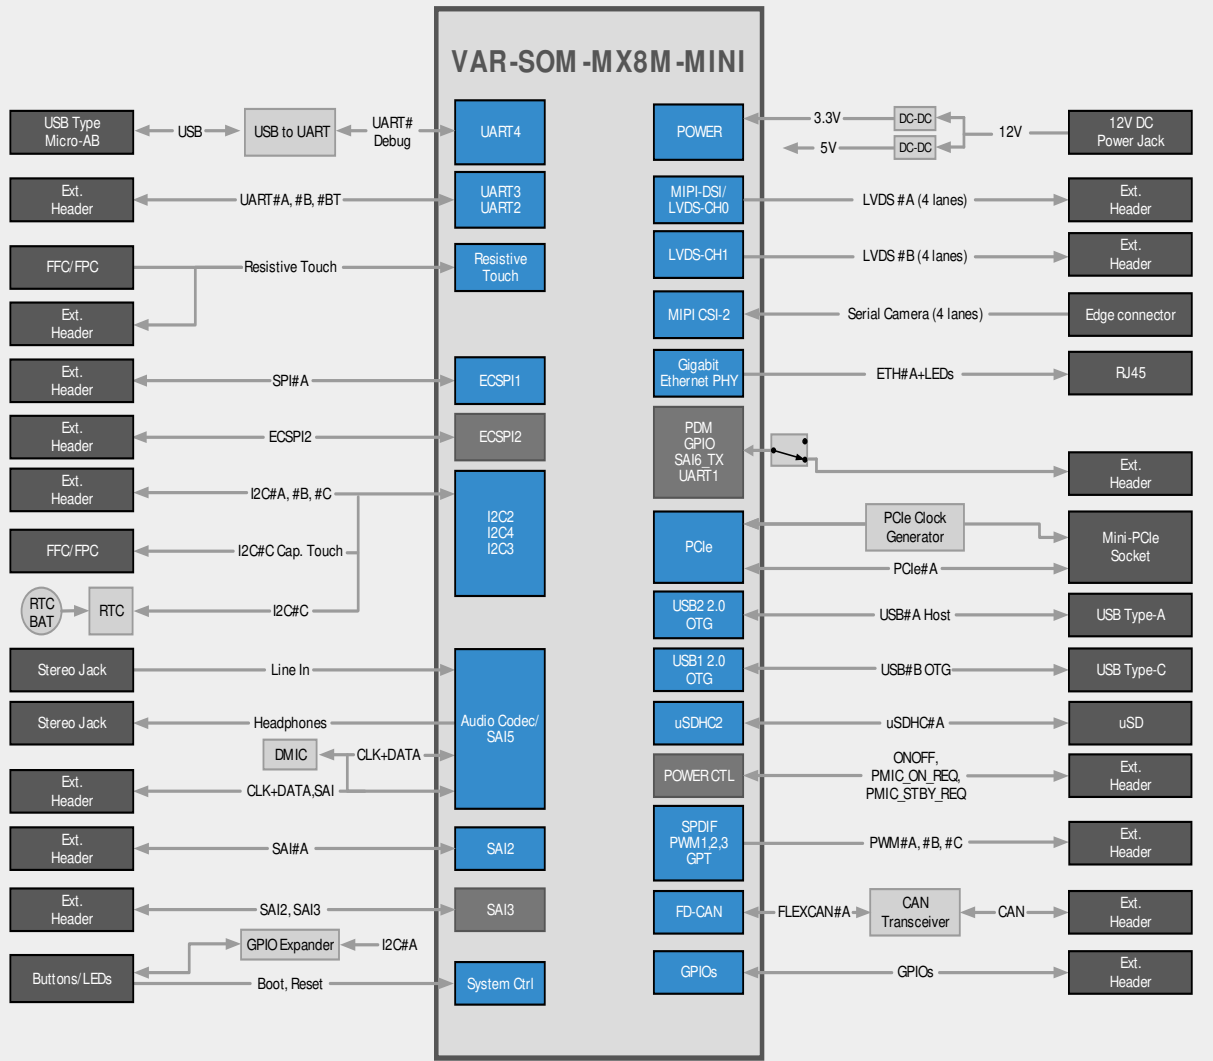 VAR-SOM-MX8M-MINI
USB Type
Micro-AB
USB
USB to UART
UART#
Debug
UART4
Ext.
Header
UART#A, #B, #BT
UART3
UART2
FFC/FPC
Resistive Touch
Resistive
Touch
Ext.
Header
Ext.
Header
SPI#A
ECSPI1
Ext.
Header
ECSPI2
ECSPI2
Ext.
Header
I2C#A, #B, #C
I2C2
I2C4
I2C3
FFC/FPC
I2C#C Cap. Touch
RTC
BAT
RTC
I2C#C
Stereo Jack
Line In
Audio Codec/
SAI5
Stereo Jack
Headphones
DMIC
CLK+DATA
Ext.
Header
CLK+DATA,SAI
Ext.
Header
SAI#A
SAI2
Ext.
Header
SAI2, SAI3
SAI3
GPIO Expander
I2C#A
Buttons/LEDs
Boot, Reset
System Ctrl
POWER
3.3V
DC-DC
5V
DC-DC
12V
12V DC
Power Jack
MIPI-DSI/
LVDS-CH0
LVDS #A (4 lanes)
Ext.
Header
LVDS-CH1
LVDS #B (4 lanes)
Ext.
Header
MIPI CSI-2
Serial Camera (4 lanes)
Edge connector
Gigabit
Ethernet PHY
ETH#A+LEDs
RJ45
PDM
GPIO
SAI6_TX
UART1
Ext.
Header
PCIe
PCIe Clock
Generator
PCIe#A
Mini-PCIe
Socket
USB2 2.0
OTG
USB#A Host
USB Type-A
USB1 2.0
OTG
USB#B OTG
USB Type-C
uSDHC2
uSDHC#A
uSD
POWER CTL
ONOFF,
PMIC_ON_REQ,
PMIC_STBY_REQ
Ext.
Header
SPDIF
PWM1,2,3
GPT
PWM#A, #B, #C
Ext.
Header
FD-CAN
FLEXCAN#A
CAN
Transceiver
CAN
Ext.
Header
GPIOs
GPIOs
Ext.
Header